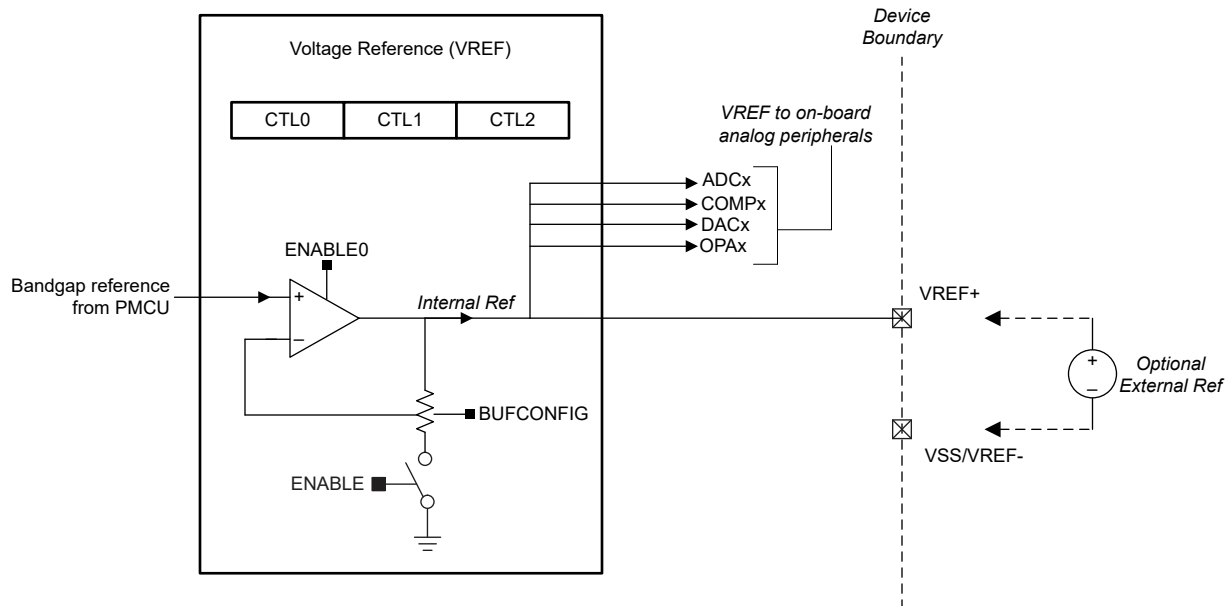 Device
Boundary
Voltage Reference (VREF)
CTL0
CTL1
CTL2
VREF to on-board
analog peripherals
ADCx
COMPx
DACx
OPAx
ENABLE0
Bandgap reference
from PMCU
+
−
Internal Ref
VREF+
+
−
Optional
External Ref
BUFCONFIG
VSS/VREF-
ENABLE